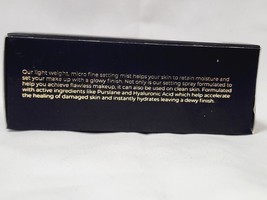 Our light weight, micro fine setting mist helps your skin to retain moisture and
set your make up with a glowy finish. Not only is our setting spray formulated to
help you achieve flawless makeup, it can also be used on clean skin. Formulated
with active ingredients like Purslane and Hyaluronic Acid which help accelerate
the healing of damaged skin and instantly hydrates leaving a dewy finish.